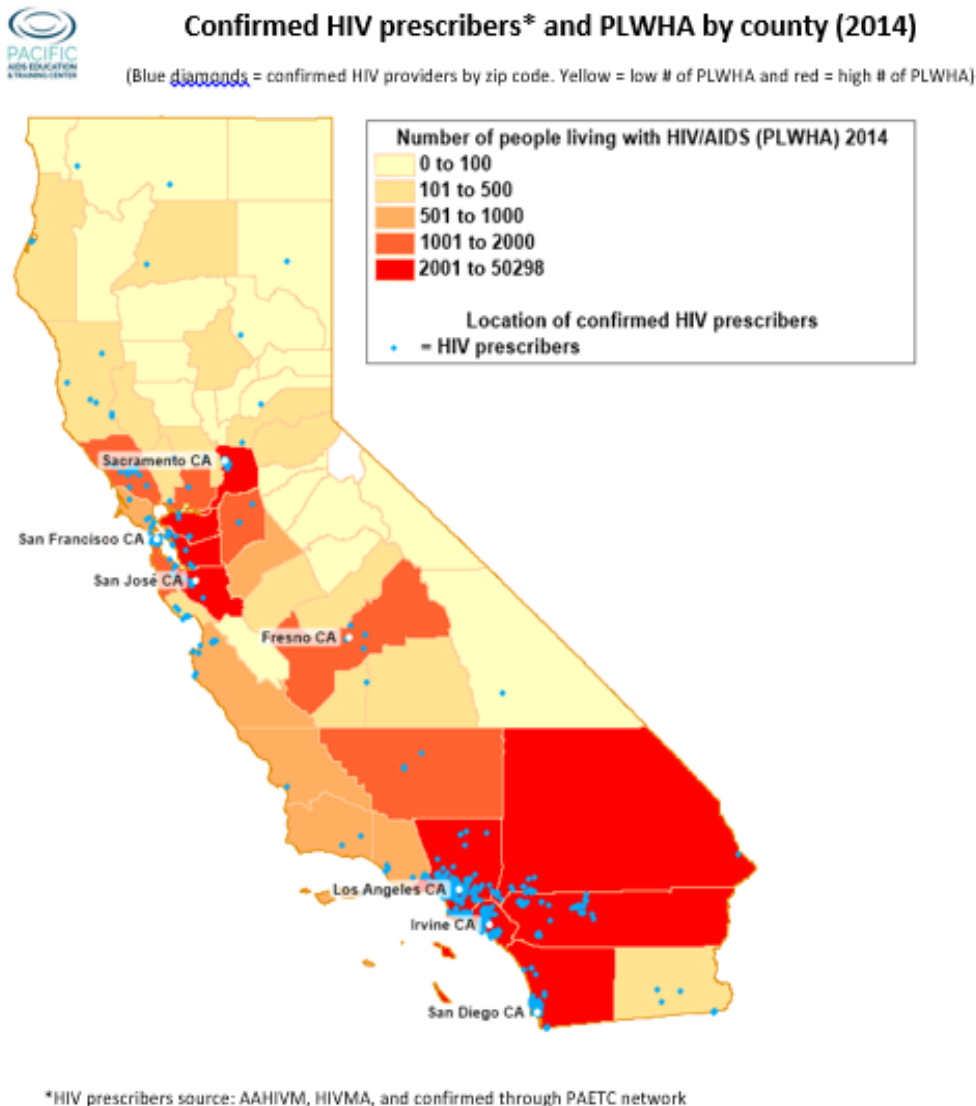 PACIFIC
AIDS EDUCATION
& TRAINING CENTER
Confirmed HIV prescribers* and PLWHA by county (2014)
(Blue diamonds = confirmed HIV providers by zip code. Yellow = low # of PLWHA and red = high # of PLWHA)
Number of people living with HIV/AIDS (PLWHA) 2014
0 to 100
101 to 500
501 to 1000
1001 to 2000
2001 to 50298
Location of confirmed HIV prescribers
= HIV prescribers
Sacramento CA
San Francisco CA
San José CA
Fresno CA
Los Angeles CA
Irvine CA
San Diego CA
*HIV prescribers source: AAHIVM, HIVMA, and confirmed through PAETC network